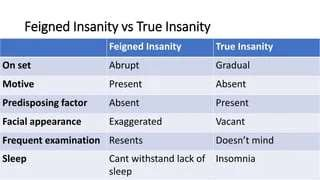 Feigned Insanity vs True Insanity
Feigned Insanity True Insanity
On set Abrupt Gradual
Motive Present Absent
Predisposing factor Absent Present
Facial appearance Exaggerated Vacant
Frequent examination Resents Doesn’t mind
Sleep Cant withstand lack of Insomnia
sleep